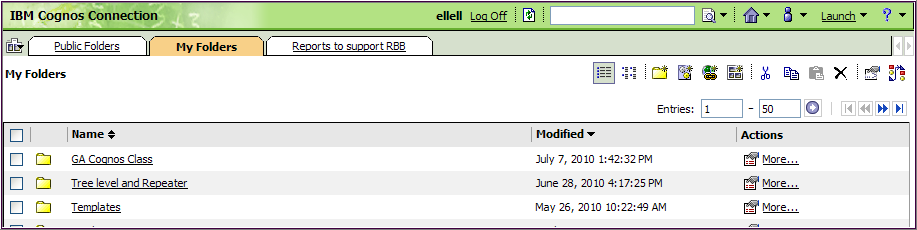 IBM Cognos Connection ellell Log Off Launch ?
Public Folders My Folders Reports to support RBB
My Folders
Entries: 1 - 50
Name Modified Actions
GA Cognos Class July 7, 2010 1:42:32 PM More...
Tree level and Repeater June 28, 2010 4:17:25 PM More...
Templates May 26, 2010 10:22:49 AM More...